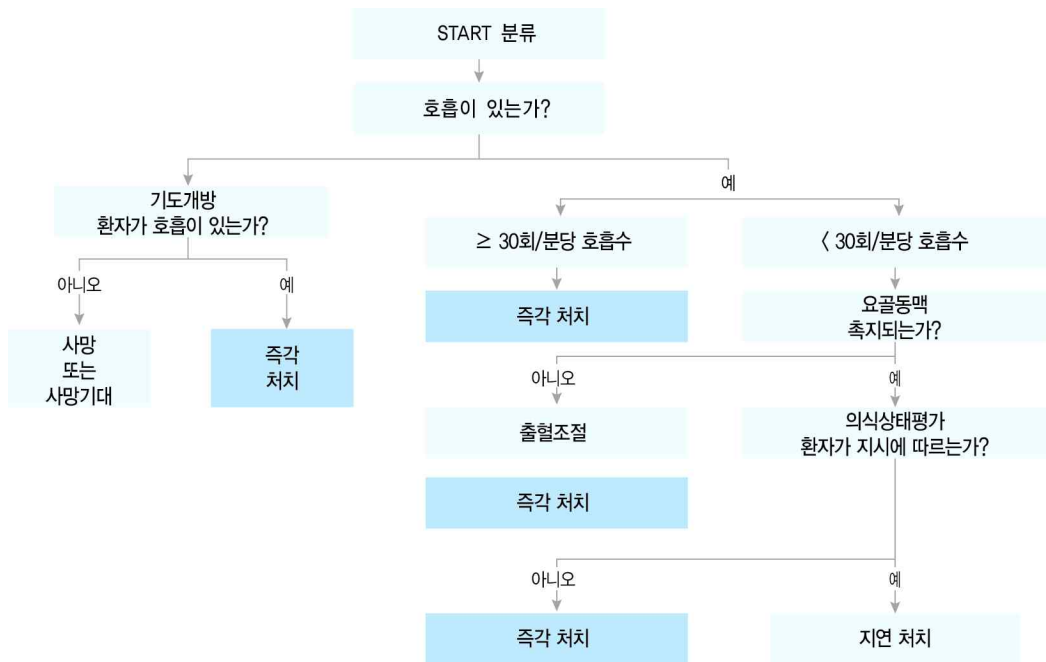 START 분류
호흡이 있는가?
예
기도개방
환자가 호흡이 있는가?
≥ 30회/분당 호흡수
< 30회/분당 호흡수
아니오
예
즉각 처치
요골동맥
촉지되는가?
사망
또는
사망기대
즉각
처치
아니오
예
출혈조절
의식상태평가
환자가 지시에 따르는가?
즉각 처치
아니오
예
즉각 처치
지연 처치